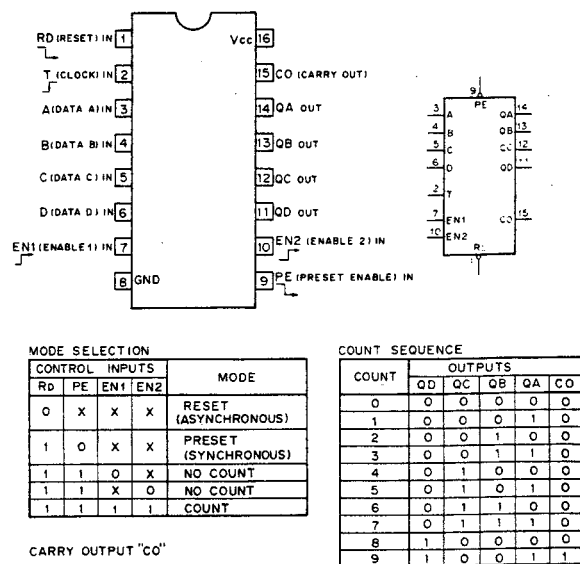 RD (RESET) IN 1
T (CLOCK) IN 2
A(DATA A) IN 3
B(DATA B) IN 4
C(DATA C) IN 5
D(DATA D) IN 6
EN1 (ENABLE 1) IN 7
8 GND
Vcc 16
15 CO (CARRY OUT)
14 QA OUT
13 QB OUT
12 QC OUT
11 QD OUT
10 EN2 (ENABLE 2) IN
9 PE (PRESET ENABLE) IN
9
PE
3 A QA 14
4 B QB 13
5 C 12
6 D QD 11
2 T
7 EN1 CO 15
10 EN2
1
MODE SELECTION
CONTROL INPUTS MODE
RD PE EN1 EN2
0 X X X RESET (ASYNCHRONOUS)
1 0 X X PRESET (SYNCHRONOUS)
1 1 0 X NO COUNT
1 1 X 0 NO COUNT
1 1 1 1 COUNT
CARRY OUTPUT "CO"
COUNT SEQUENCE
COUNT OUTPUTS
QD QC QB QA CO
0 0 0 0 0 0
1 0 0 0 1 0
2 0 0 1 0 0
3 0 0 1 1 0
4 0 1 0 0 0
5 0 1 0 1 0
6 0 1 1 0 0
7 0 1 1 1 0
8 1 0 0 0 0
9 1 0 0 1 1